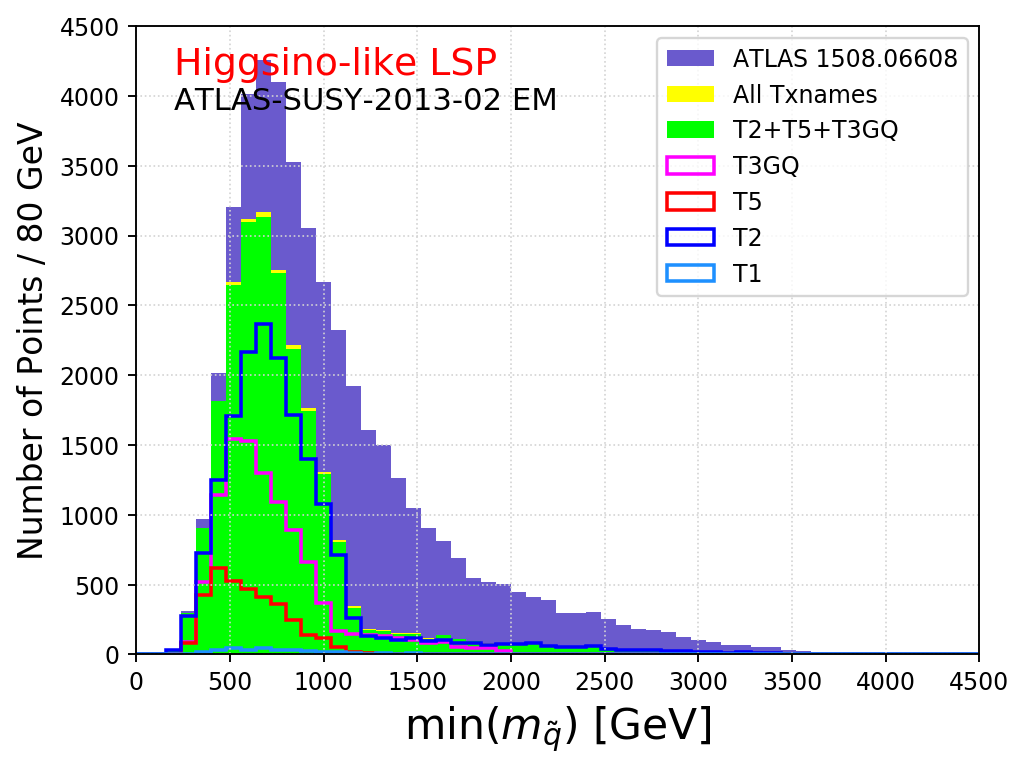 Higgsino-like LSP
ATLAS-SUSY-2013-02 EM
ATLAS 1508.06608
All Txnames
T2+T5+T3GQ
T3GQ
T5
T2
T1
Number of Points / 80 GeV
4500
4000
3500
3000
2500
2000
1500
1000
500
0
0 500 1000 1500 2000 2500 3000 3500 4000 4500
min($m_{\tilde{q}}$) [GeV]